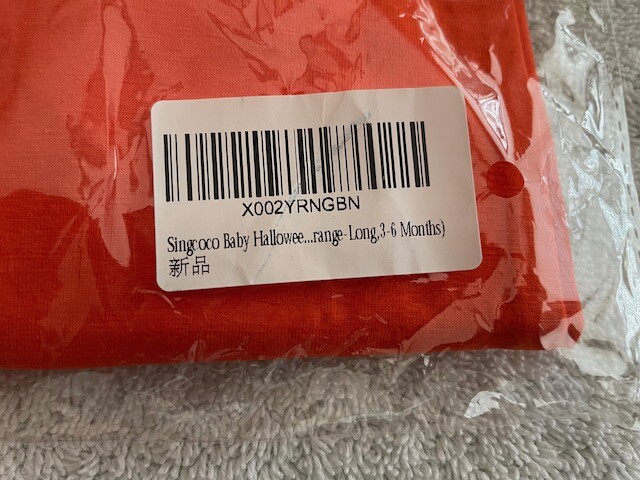 X002YRNGBN
Singcoco Baby Hallowee...range-Long,3-6 Months)
新品